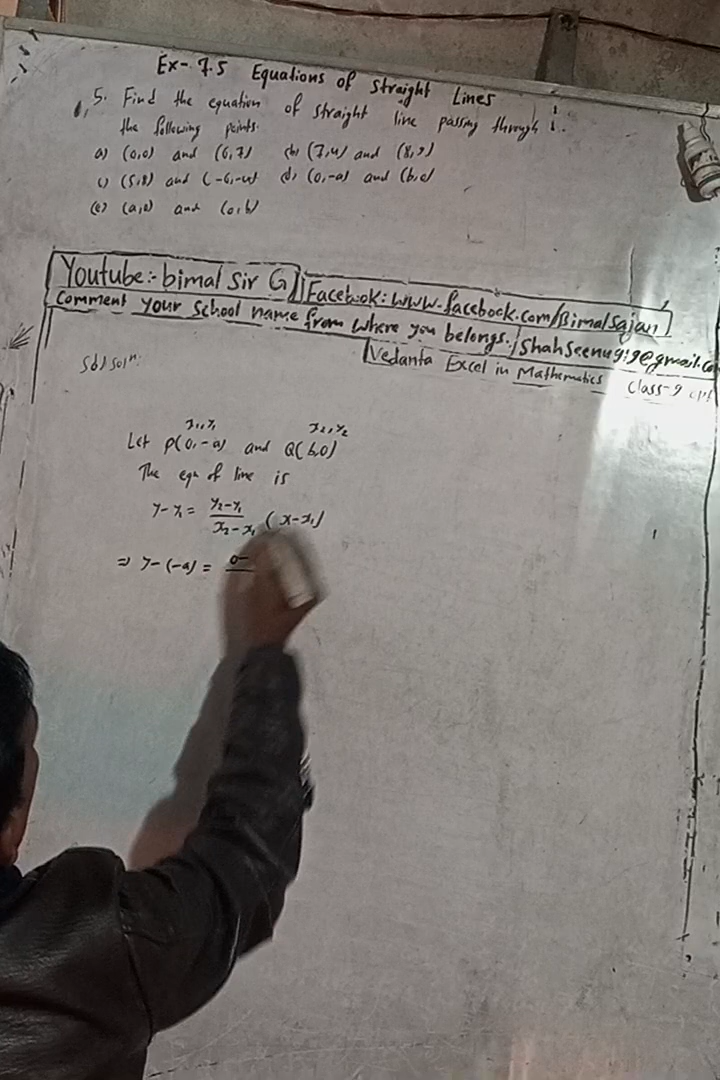 Ex-. 7.5 Equations of Straight Lines
5. Find the equation of straight line passing through
the following points.
a) (0,0) and (6,7) (b) (7,4) and (8,9)
c) (5,8) and (-6,-4) d) (0,-a) and (b,0)
(e) (a,0) and (0,b)
Youtube:- bimal Sir G
Facebook: www.facebook.com/Bimalsajan
Comment your School name from where you belongs.
Shahseenu919@gmail.co
Vedanta Excel in Mathematics Class-9 opt
5d) solⁿ:
x₁,y₁ x₂,y₂
Let P(0,-a) and Q(b,0)
The eqn of line is
y-y₁ = y₂-y₁/x₂-x₁ (x-x₁)
⇒ y-(-a) = 0-